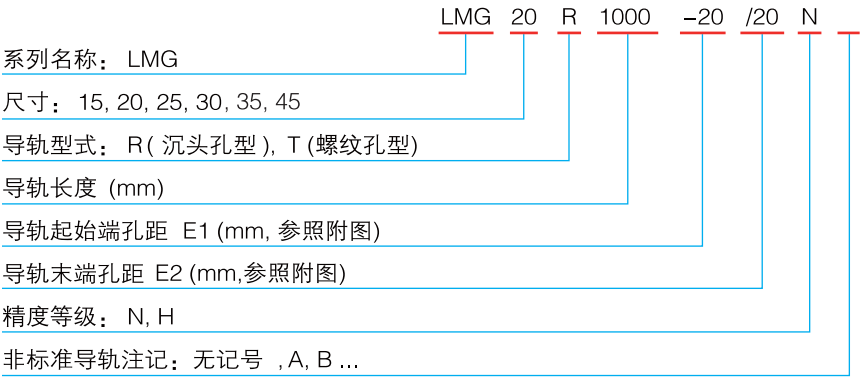 LMG 20 R 1000 -20 /20 N
系列名称: LMG
尺寸: 15, 20, 25, 30, 35, 45
导轨型式: R ( 沉头孔型 ), T (螺纹孔型)
导轨长度 (mm)
导轨起始端孔距 E1 (mm, 参照附图)
导轨末端孔距 E2 (mm,参照附图)
精度等级: N, H
非标准导轨注记: 无记号 , A, B ...